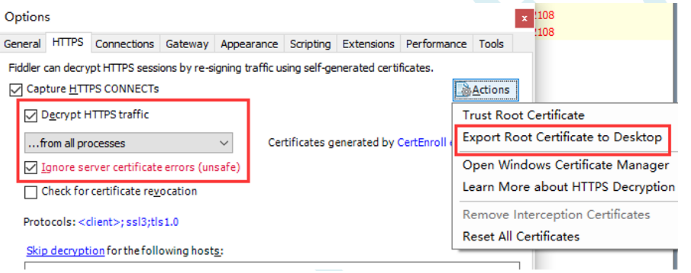 Options
x
2108
2108
General HTTPS Connections Gateway Appearance Scripting Extensions Performance Tools
Fiddler can decrypt HTTPS sessions by re-signing traffic using self-generated certificates.
Capture HTTPS CONNECTs
Actions
Decrypt HTTPS traffic
...from all processes
Certificates generated by CertEnroll
Ignore server certificate errors (unsafe)
Check for certificate revocation
Protocols: <client>; ssl3;tls1.0
Skip decryption for the following hosts:
Trust Root Certificate
Export Root Certificate to Desktop
Open Windows Certificate Manager
Learn More about HTTPS Decryption
Remove Interception Certificates
Reset All Certificates